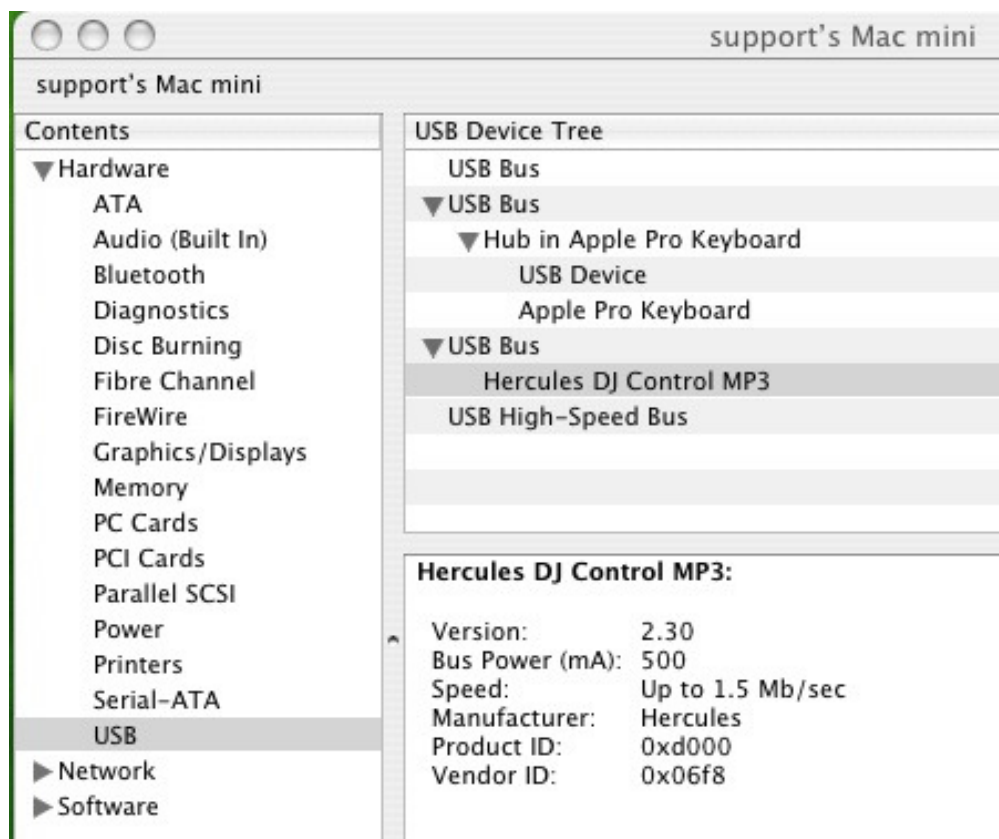 support's Mac mini
support's Mac mini
Contents
Hardware
ATA
Audio (Built In)
Bluetooth
Diagnostics
Disc Burning
Fibre Channel
FireWire
Graphics/Displays
Memory
PC Cards
PCI Cards
Parallel SCSI
Power
Printers
Serial-ATA
USB
Network
Software
USB Device Tree
USB Bus
USB Bus
Hub in Apple Pro Keyboard
USB Device
Apple Pro Keyboard
USB Bus
Hercules DJ Control MP3
USB High-Speed Bus
Hercules DJ Control MP3:
Version: 2.30
Bus Power (mA): 500
Speed: Up to 1.5 Mb/sec
Manufacturer: Hercules
Product ID: 0xd000
Vendor ID: 0x06f8